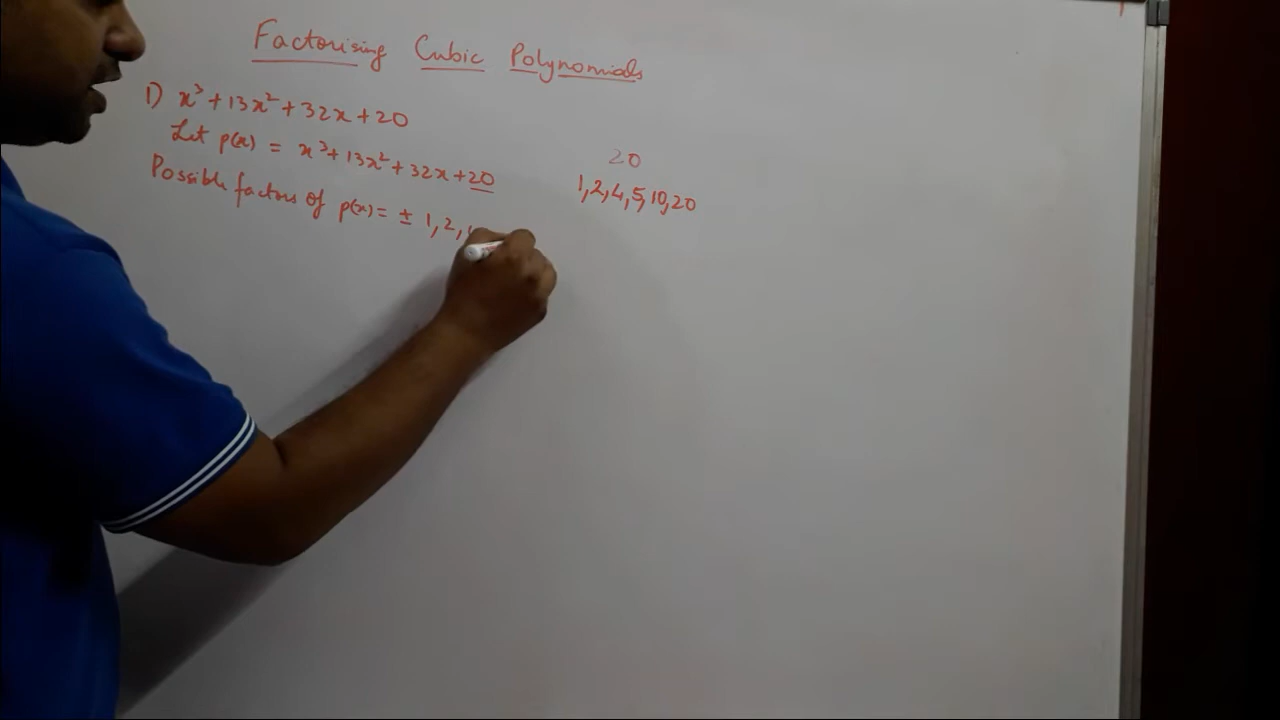 Factorising Cubic Polynomials
1) x³ + 13x² + 32x + 20
Let p(x) = x³ + 13x² + 32x + 20
20
1, 2, 4, 5, 10, 20
Possible factors of p(x) = ± 1, 2,